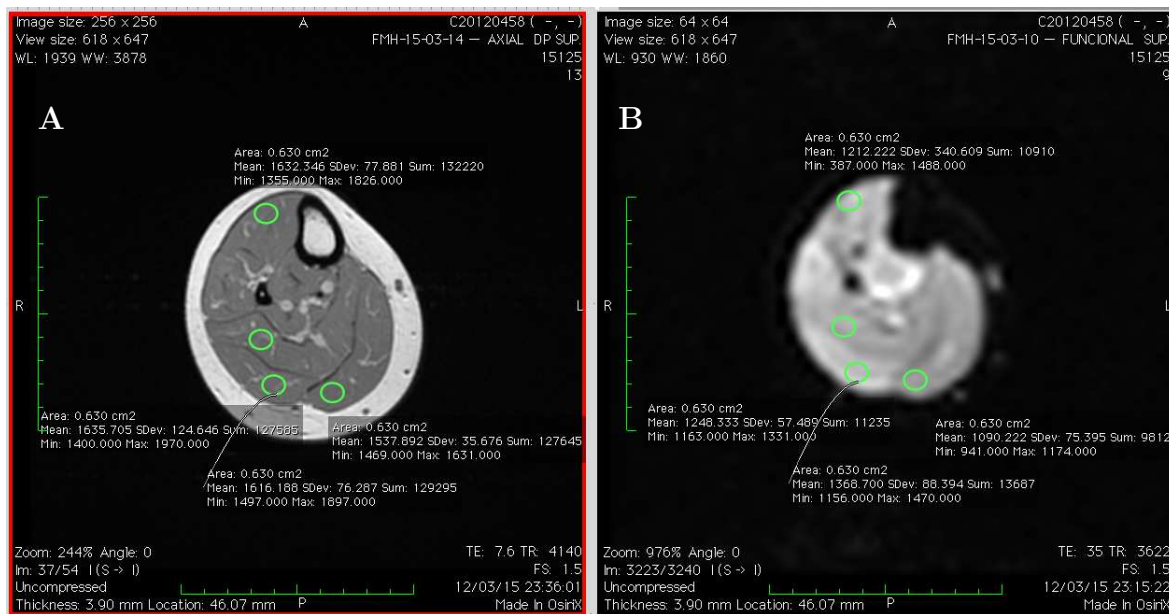 Image size: 256 x 256
View size: 618 x 647
WL: 1939 WW: 3878
A
C20120458 ( -, -)
FMH-15-03-14 — AXIAL DP SUP.
15125
13
A
Area: 0.630 cm2
Mean: 1632.346 SDev: 77.881 Sum: 132220
Min: 1355.000 Max: 1826.000
R
L
Area: 0.630 cm2
Mean: 1635.705 SDev: 124.646 Sum: 127585
Min: 1400.000 Max: 1970.000
Area: 0.630 cm2
Mean: 1537.892 SDev: 35.676 Sum: 127645
Min: 1469.000 Max: 1631.000
Area: 0.630 cm2
Mean: 1616.188 SDev: 76.287 Sum: 129295
Min: 1497.000 Max: 1897.000
Zoom: 244% Angle: 0
Im: 37/54 I (S -> I)
Uncompressed
Thickness: 3.90 mm Location: 46.07 mm
P
TE: 7.6 TR: 4140
FS: 1.5
12/03/15 23:36:01
Made In OsiriX
Image size: 64 x 64
View size: 618 x 647
WL: 930 WW: 1860
A
C20120458 ( -, -)
FMH-15-03-10 — FUNCIONAL SUP
15125
9
B
Area: 0.630 cm2
Mean: 1212.222 SDev: 340.609 Sum: 10910
Min: 387.000 Max: 1488.000
R
L
Area: 0.630 cm2
Mean: 1248.333 SDev: 57.489 Sum: 11235
Min: 1163.000 Max: 1331.000
Area: 0.630 cm2
Mean: 1090.222 SDev: 75.395 Sum: 9812
Min: 941.000 Max: 1174.000
Area: 0.630 cm2
Mean: 1368.700 SDev: 88.394 Sum: 13687
Min: 1156.000 Max: 1470.000
Zoom: 976% Angle: 0
Im: 3223/3240 I (S -> I)
Uncompressed
Thickness: 3.90 mm Location: 46.07 mm
P
TE: 35 TR: 3622
FS: 1.5
12/03/15 23:15:22
Made In OsiriX